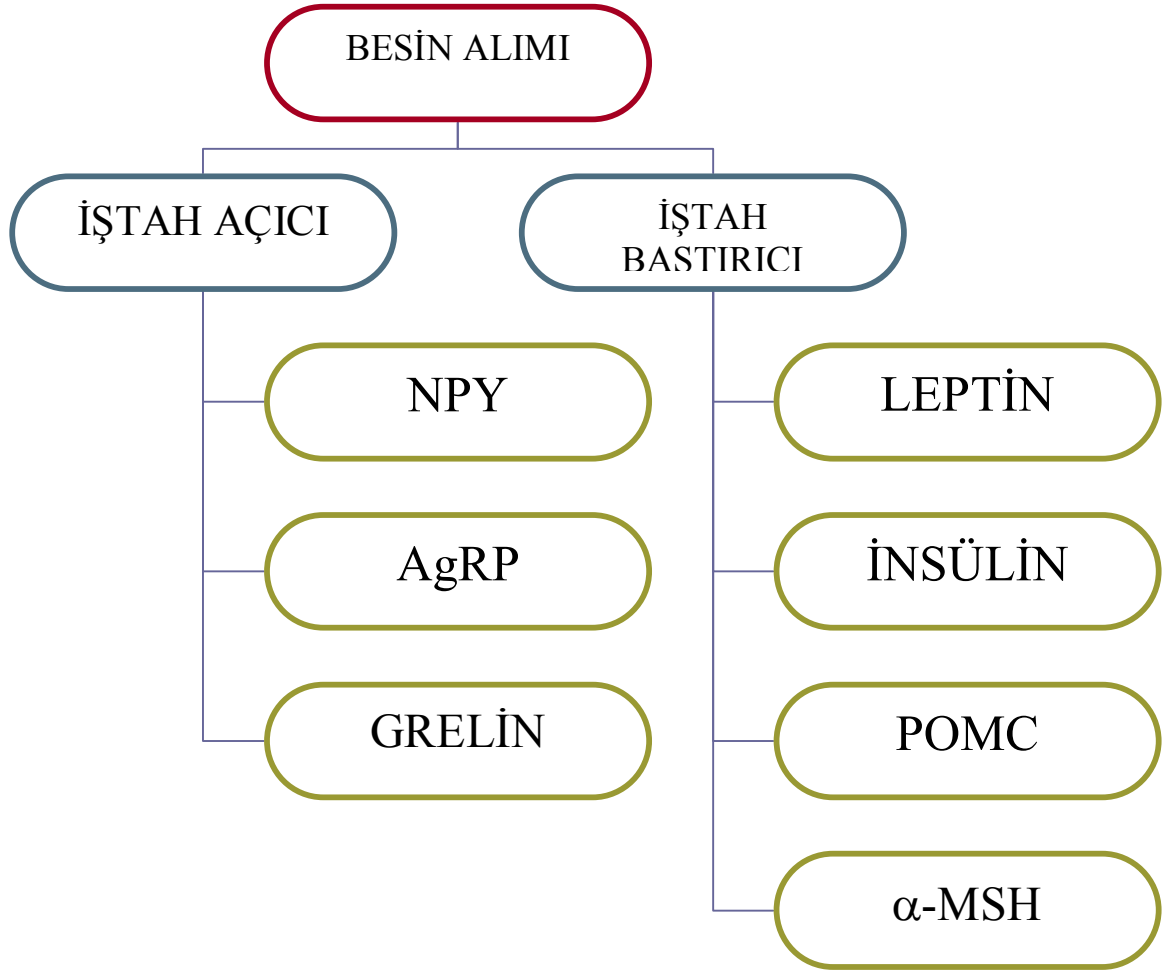 BESİN ALIMI
İŞTAH AÇICI
İŞTAH
BASTIRICI
NPY
AgRP
GRELİN
LEPTİN
İNSÜLİN
POMC
α-MSH